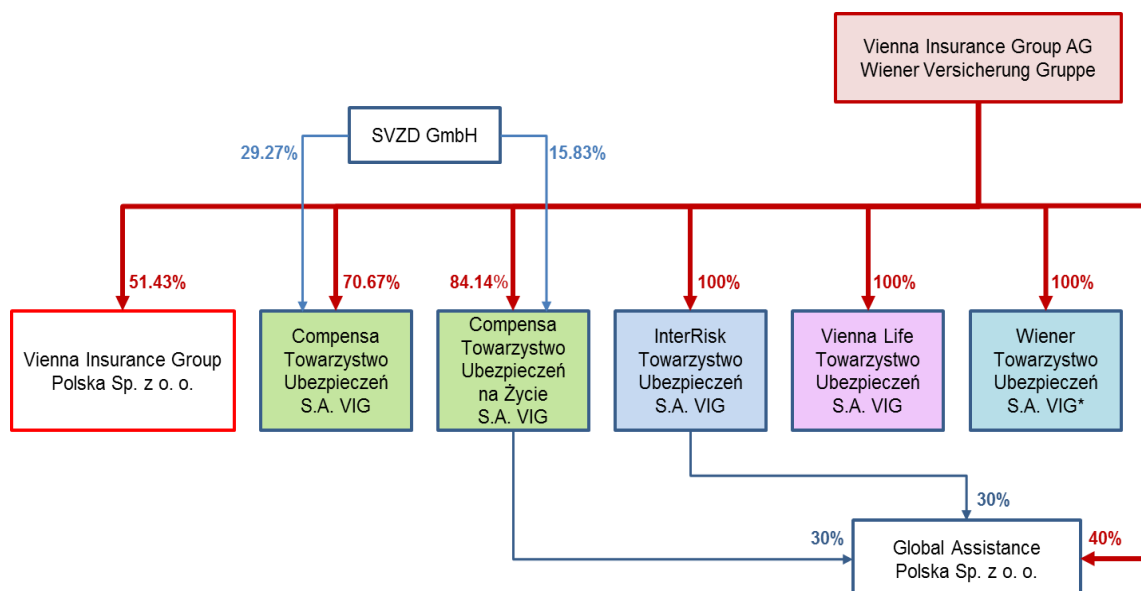 Vienna Insurance Group AG
Wiener Versicherung Gruppe
SVZD GmbH
29.27%
15.83%
51.43%
70.67%
84.14%
100%
100%
100%
Vienna Insurance Group
Polska Sp. z o. o.
Compensa
Towarzystwo
Ubezpieczeń
S.A. VIG
Compensa
Towarzystwo
Ubezpieczeń
na Życie
S.A. VIG
InterRisk
Towarzystwo
Ubezpieczeń
S.A. VIG
Vienna Life
Towarzystwo
Ubezpieczeń
S.A. VIG
Wiener
Towarzystwo
Ubezpieczeń
S.A. VIG*
30%
30%
40%
Global Assistance
Polska Sp. z o. o.